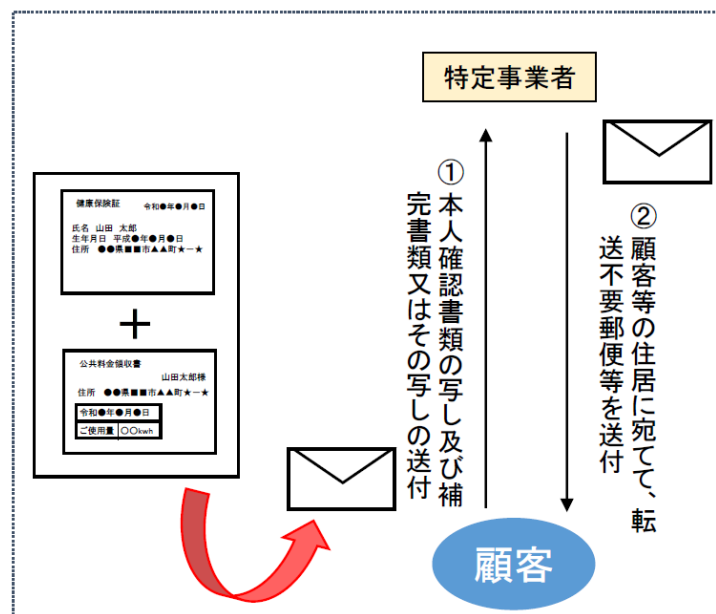 特定事業者
①本人確認書類の写し及び補
完書類又はその写しの送付
②顧客等の住居に宛てて、転
送不要郵便等を送付
健康保険証 令和●年●月●日
氏名 山田 太郎
生年月日 平成●年●月●日
住所 ●●県■■市▲▲町★ー★
＋
公共料金領収書
山田太郎様
住所 ●●県■■市▲▲町★ー★
令和●年●月●日
ご使用量 〇〇kwh
顧客